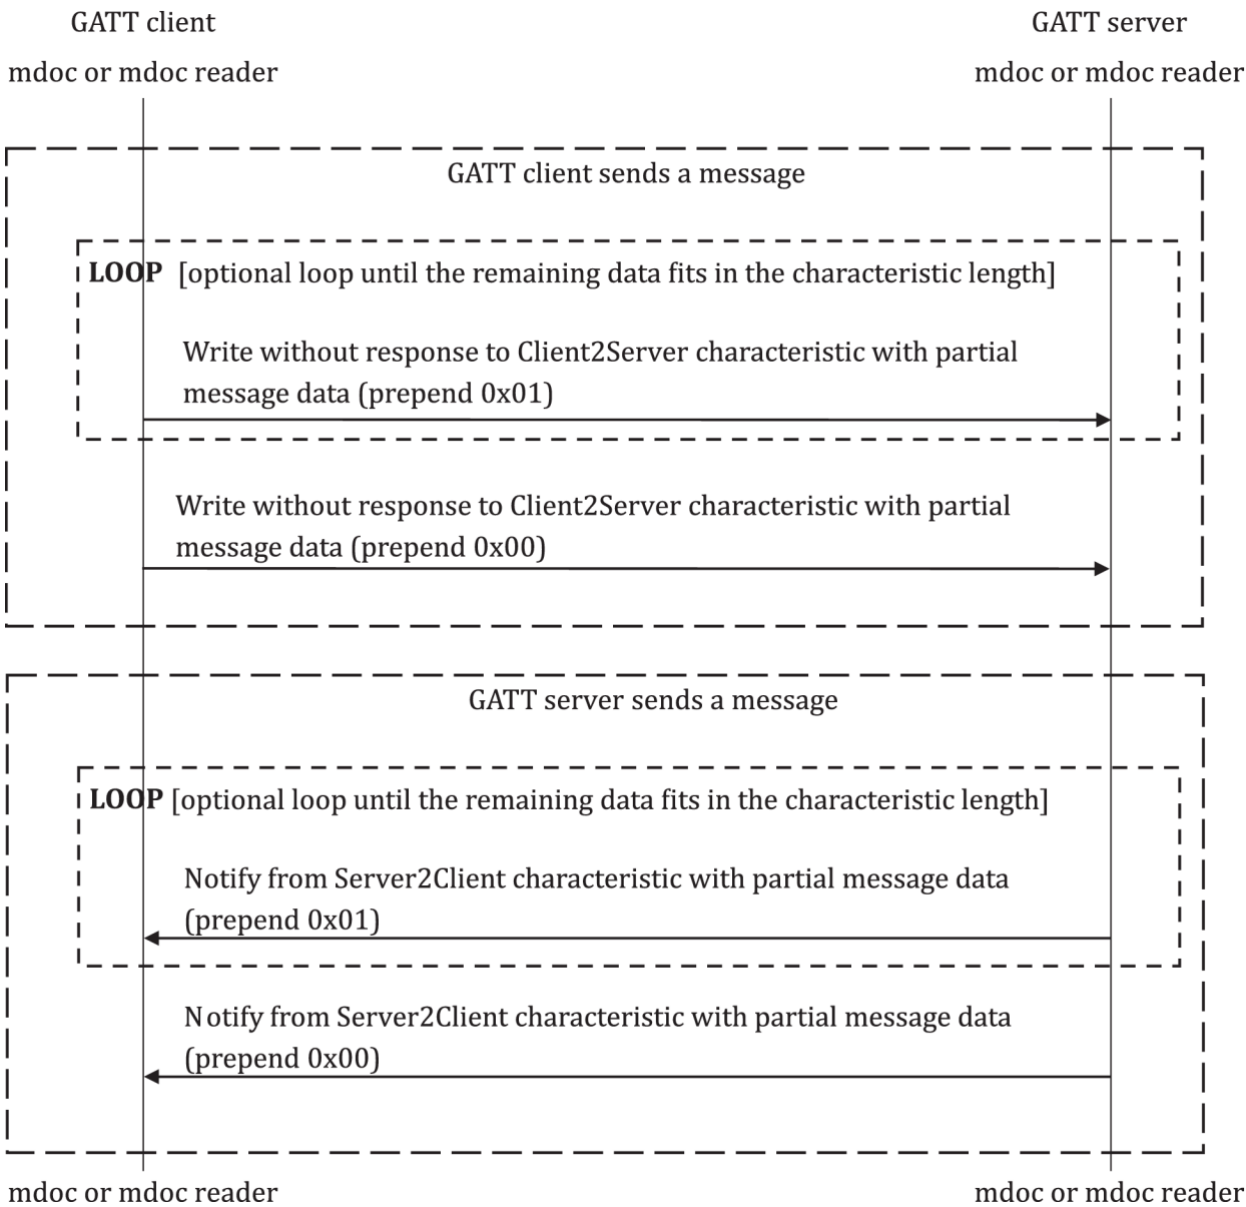 GATT client
GATT server
mdoc or mdoc reader
mdoc or mdoc reader
GATT client sends a message
LOOP [optional loop until the remaining data fits in the characteristic length]
Write without response to Client2Server characteristic with partial
message data (prepend 0x01)
Write without response to Client2Server characteristic with partial
message data (prepend 0x00)
GATT server sends a message
LOOP [optional loop until the remaining data fits in the characteristic length]
Notify from Server2Client characteristic with partial message data
(prepend 0x01)
Notify from Server2Client characteristic with partial message data
(prepend 0x00)
mdoc or mdoc reader
mdoc or mdoc reader